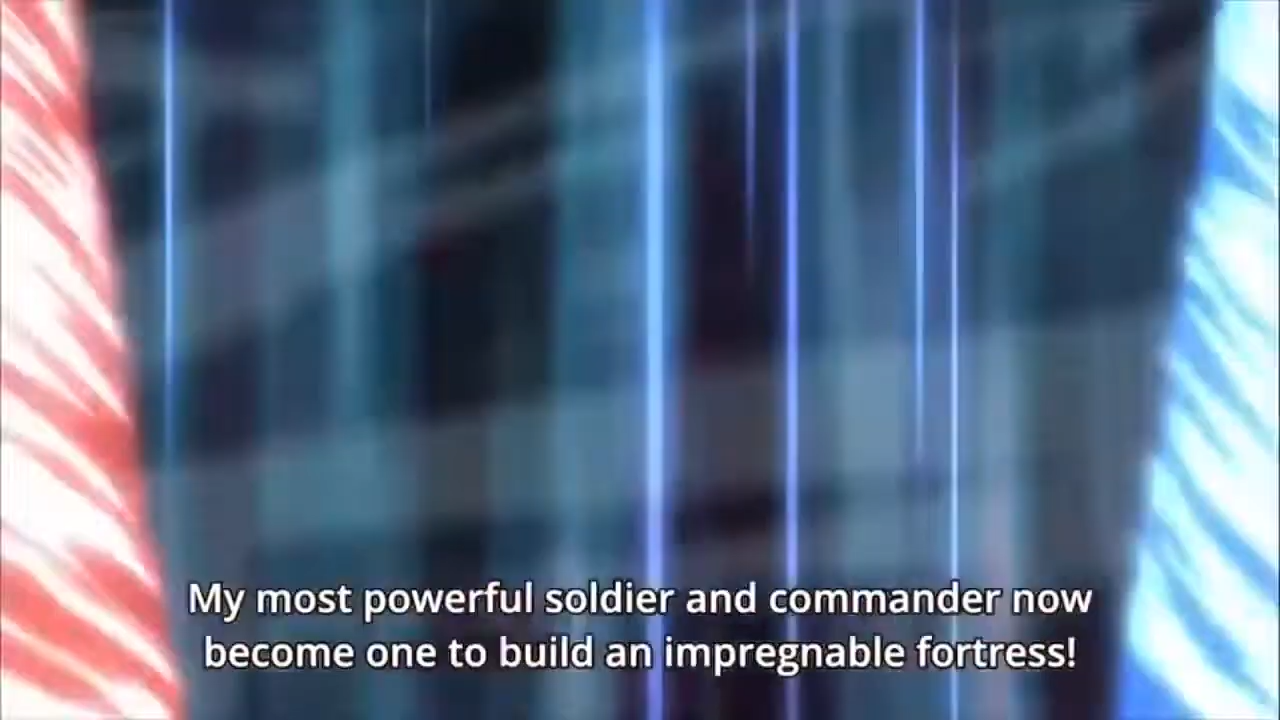 My most powerful soldier and commander now
become one to build an impregnable fortress!